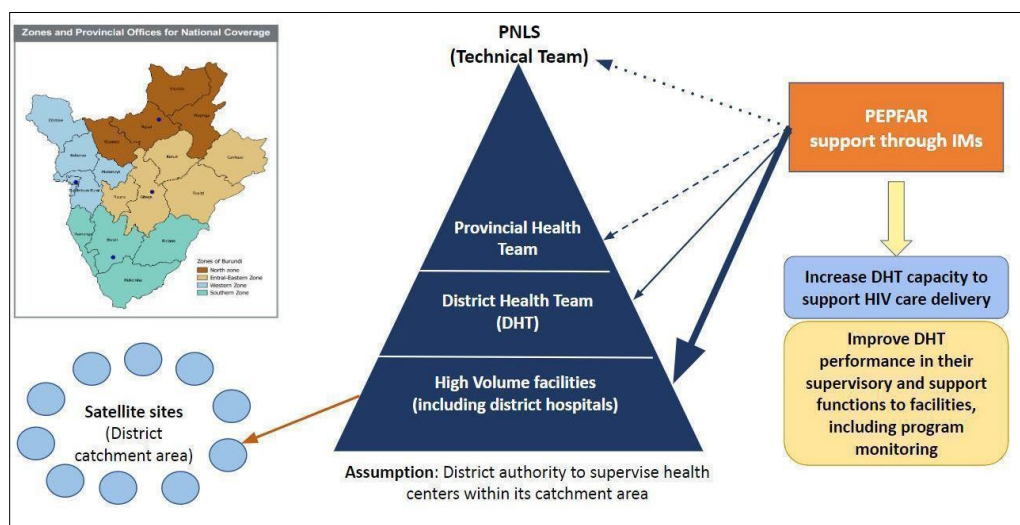 Zones and Provincial Offices for National Coverage
Zones of Burundi
North zone
Entral-Eastern Zone
Western Zone
Southern Zone
PNLS
(Technical Team)
Provincial Health
Team
District Health Team
(DHT)
High Volume facilities
(including district hospitals)
Assumption: District authority to supervise health
centers within its catchment area
Satellite sites
(District
catchment area)
PEPFAR
support through IMs
Increase DHT capacity to
support HIV care delivery
Improve DHT
performance in their
supervisory and support
functions to facilities,
including program
monitoring